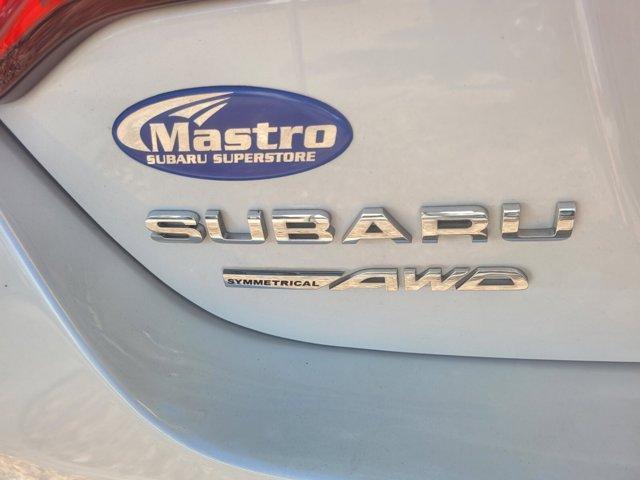 Mastro
SUBARU SUPERSTORE
SUBARU
SYMMETRICAL AWD